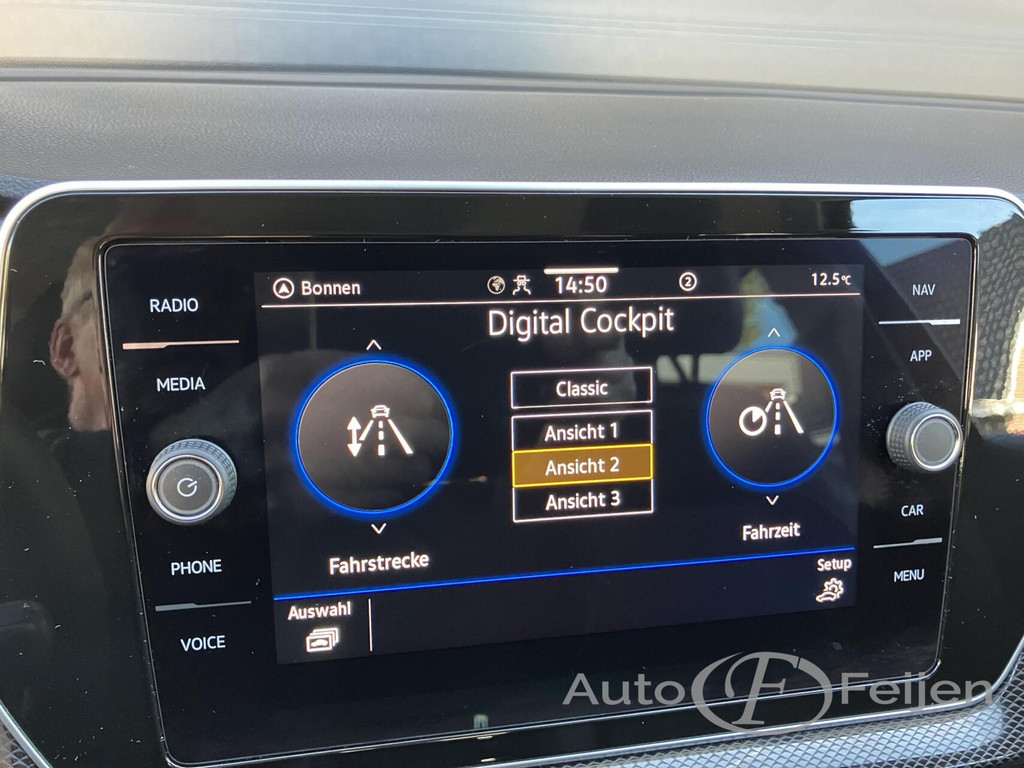 RADIO
MEDIA
PHONE
VOICE
Bonnen 14:50 2 12.5°C
Digital Cockpit
Classic
Ansicht 1
Ansicht 2
Ansicht 3
Fahrstrecke
Fahrzeit
Auswahl
Setup
NAV
APP
CAR
MENU
Auto F Feijen